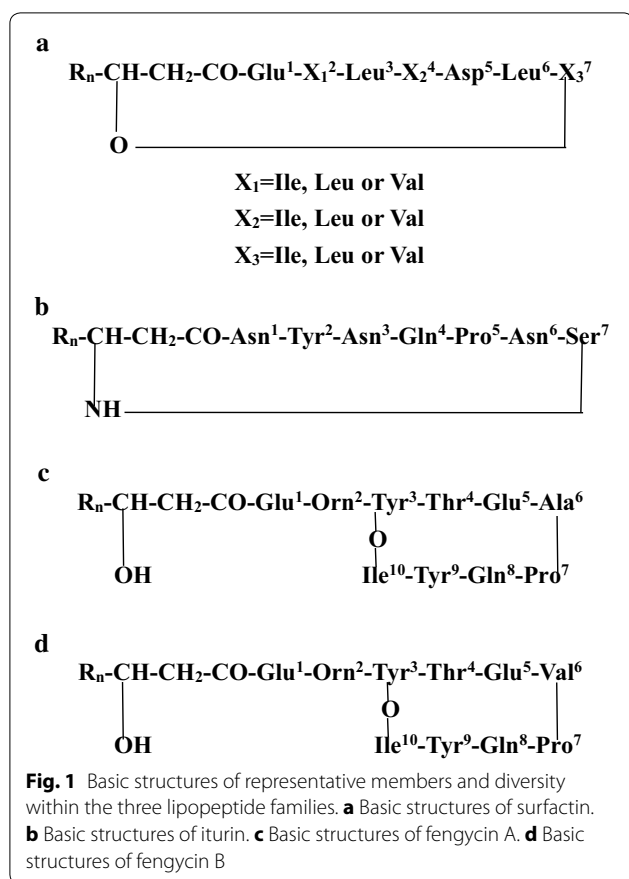 a
Rₙ-CH-CH₂-CO-Glu¹-X₁²-Leu³-X₂⁴-Asp⁵-Leu⁶-X₃⁷
O
X₁=Ile, Leu or Val
X₂=Ile, Leu or Val
X₃=Ile, Leu or Val
b
Rₙ-CH-CH₂-CO-Asn¹-Tyr²-Asn³-Gln⁴-Pro⁵-Asn⁶-Ser⁷
NH
c
Rₙ-CH-CH₂-CO-Glu¹-Orn²-Tyr³-Thr⁴-Glu⁵-Ala⁶
O
OH Ile¹⁰-Tyr⁹-Gln⁸-Pro⁷
d
Rₙ-CH-CH₂-CO-Glu¹-Orn²-Tyr³-Thr⁴-Glu⁵-Val⁶
O
OH Ile¹⁰-Tyr⁹-Gln⁸-Pro⁷
Fig. 1 Basic structures of representative members and diversity
within the three lipopeptide families. a Basic structures of surfactin.
b Basic structures of iturin. c Basic structures of fengycin A. d Basic
structures of fengycin B